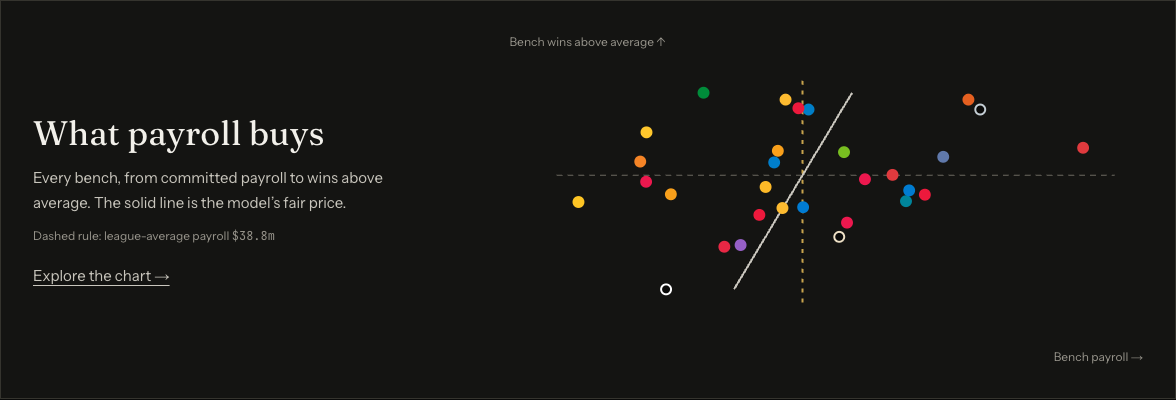 Bench wins above average ↑
What payroll buys
Every bench, from committed payroll to wins above
average. The solid line is the model’s fair price.
Dashed rule: league-average payroll $38.8m
Explore the chart →
Bench payroll →